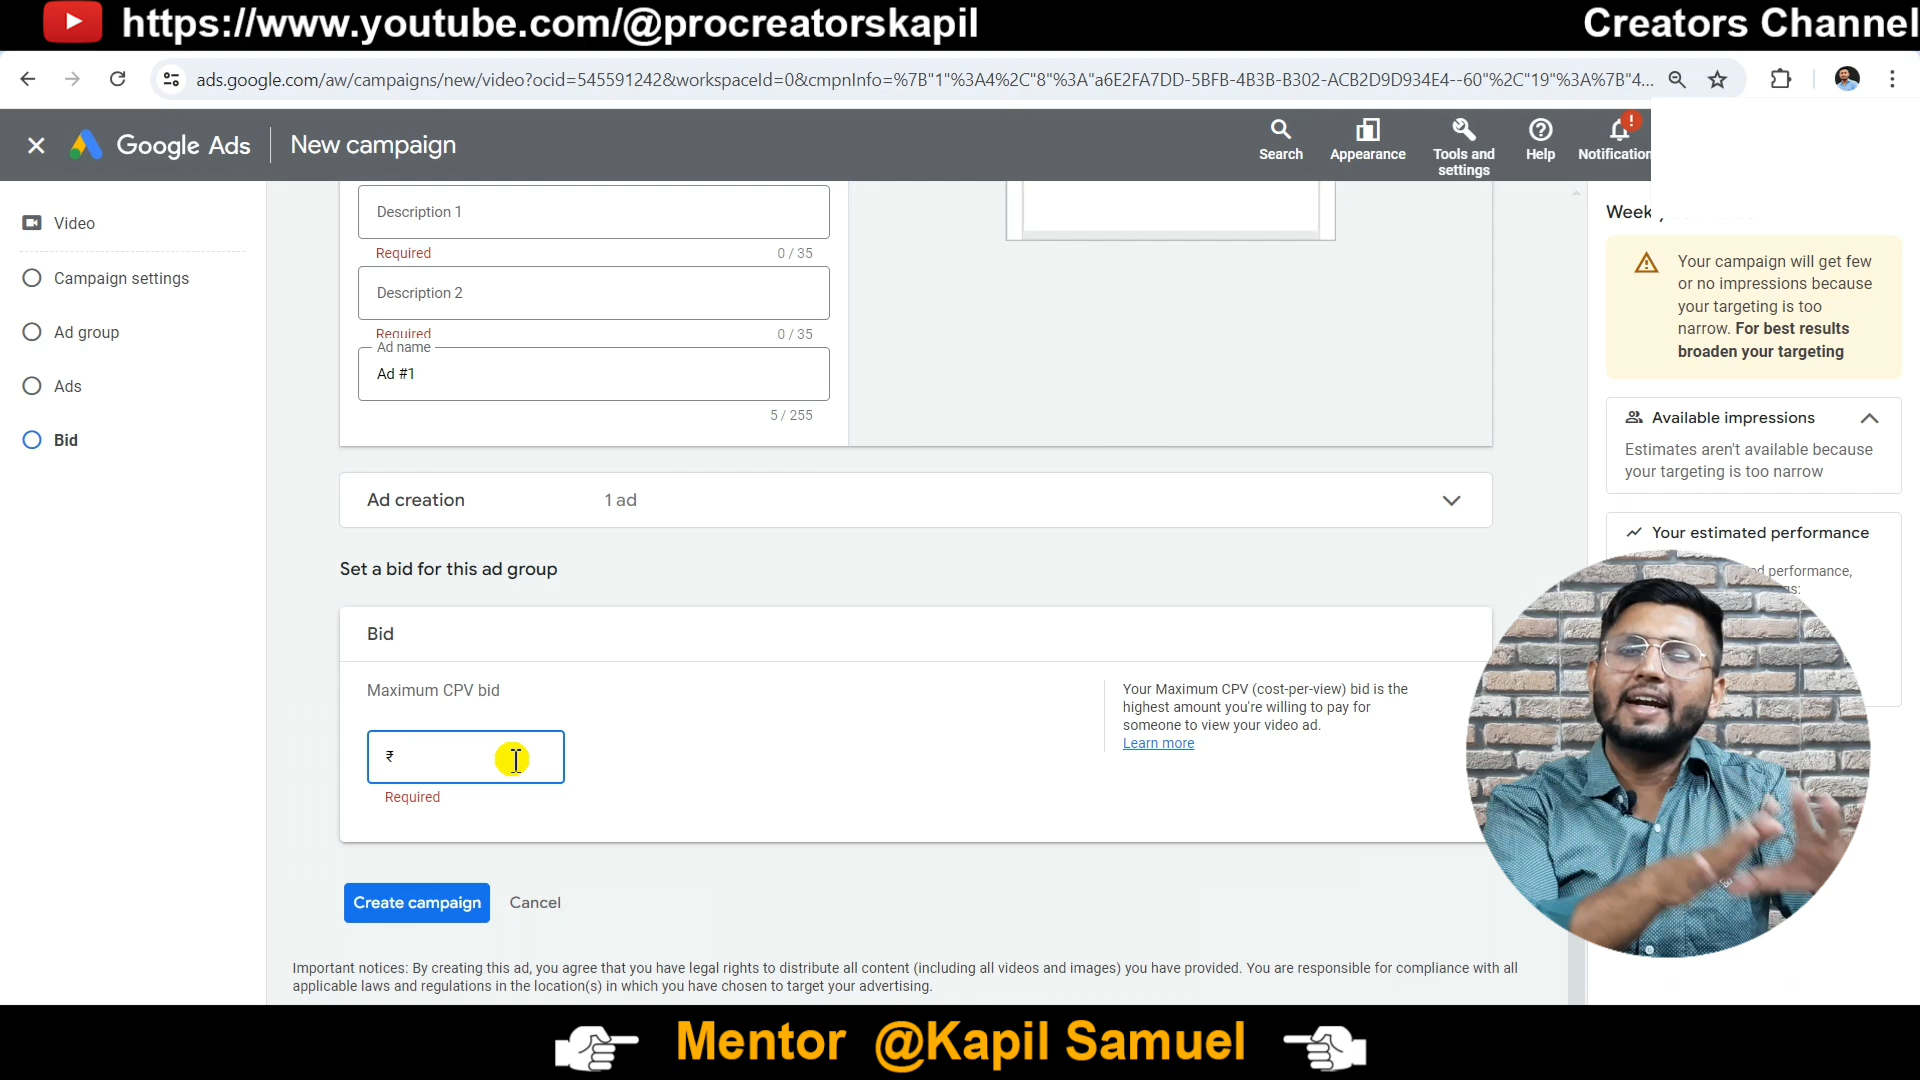 https://www.youtube.com/@procreatorskapil
Creators Channel
ads.google.com/aw/campaigns/new/video?ocid=545591242&workspaceId=0&cmpnInfo=%7B"1"%3A4%2C"8"%3A"a6E2FA7DD-5BFB-4B3B-B302-ACB2D9D934E4--60"%2C"19"%3A%7B"4...
Google Ads
New campaign
Search
Appearance
Tools and
settings
Help
Notification
Video
Campaign settings
Ad group
Ads
Bid
Description 1
Required
0 / 35
Description 2
Required
0 / 35
Ad name
Ad #1
5 / 255
Ad creation
1 ad
Set a bid for this ad group
Bid
Maximum CPV bid
₹
Required
Your Maximum CPV (cost-per-view) bid is the
highest amount you're willing to pay for
someone to view your video ad.
Learn more
Create campaign
Cancel
Important notices: By creating this ad, you agree that you have legal rights to distribute all content (including all videos and images) you have provided. You are responsible for compliance with all
applicable laws and regulations in the location(s) in which you have chosen to target your advertising.
Your campaign will get few
or no impressions because
your targeting is too
narrow. For best results
broaden your targeting
Available impressions
Estimates aren't available because
your targeting is too narrow
Your estimated performance
performance,
Mentor @Kapil Samuel